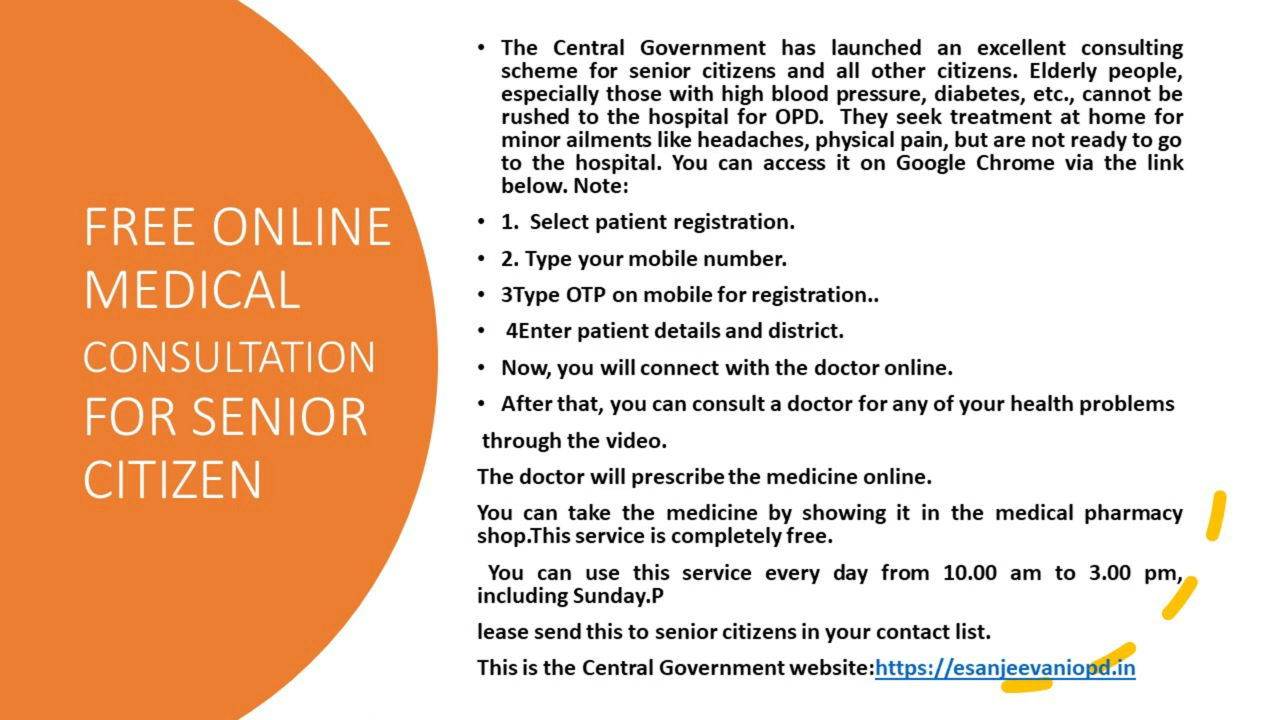 FREE ONLINE
MEDICAL
CONSULTATION
FOR SENIOR
CITIZEN
• The Central Government has launched an excellent consulting
scheme for senior citizens and all other citizens. Elderly people,
especially those with high blood pressure, diabetes, etc., cannot be
rushed to the hospital for OPD. They seek treatment at home for
minor ailments like headaches, physical pain, but are not ready to go
to the hospital. You can access it on Google Chrome via the link
below. Note:
• 1. Select patient registration.
• 2. Type your mobile number.
• 3Type OTP on mobile for registration..
• 4Enter patient details and district.
• Now, you will connect with the doctor online.
• After that, you can consult a doctor for any of your health problems
through the video.
The doctor will prescribe the medicine online.
You can take the medicine by showing it in the medical pharmacy
shop.This service is completely free.
You can use this service every day from 10.00 am to 3.00 pm,
including Sunday.P
lease send this to senior citizens in your contact list.
This is the Central Government website:https://esanjeevaniopd.in